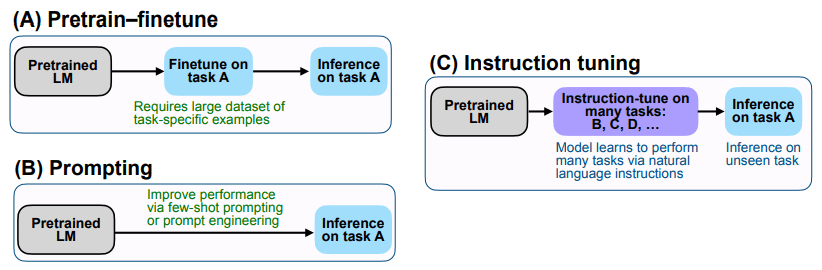 (A) Pretrain–finetune
Pretrained
LM
Finetune on
task A
Inference
on task A
Requires large dataset of
task-specific examples
(B) Prompting
Pretrained
LM
Improve performance
via few-shot prompting
or prompt engineering
Inference
on task A
(C) Instruction tuning
Pretrained
LM
Instruction-tune on
many tasks:
B, C, D, …
Inference
on task A
Model learns to perform
many tasks via natural
language instructions
Inference on
unseen task